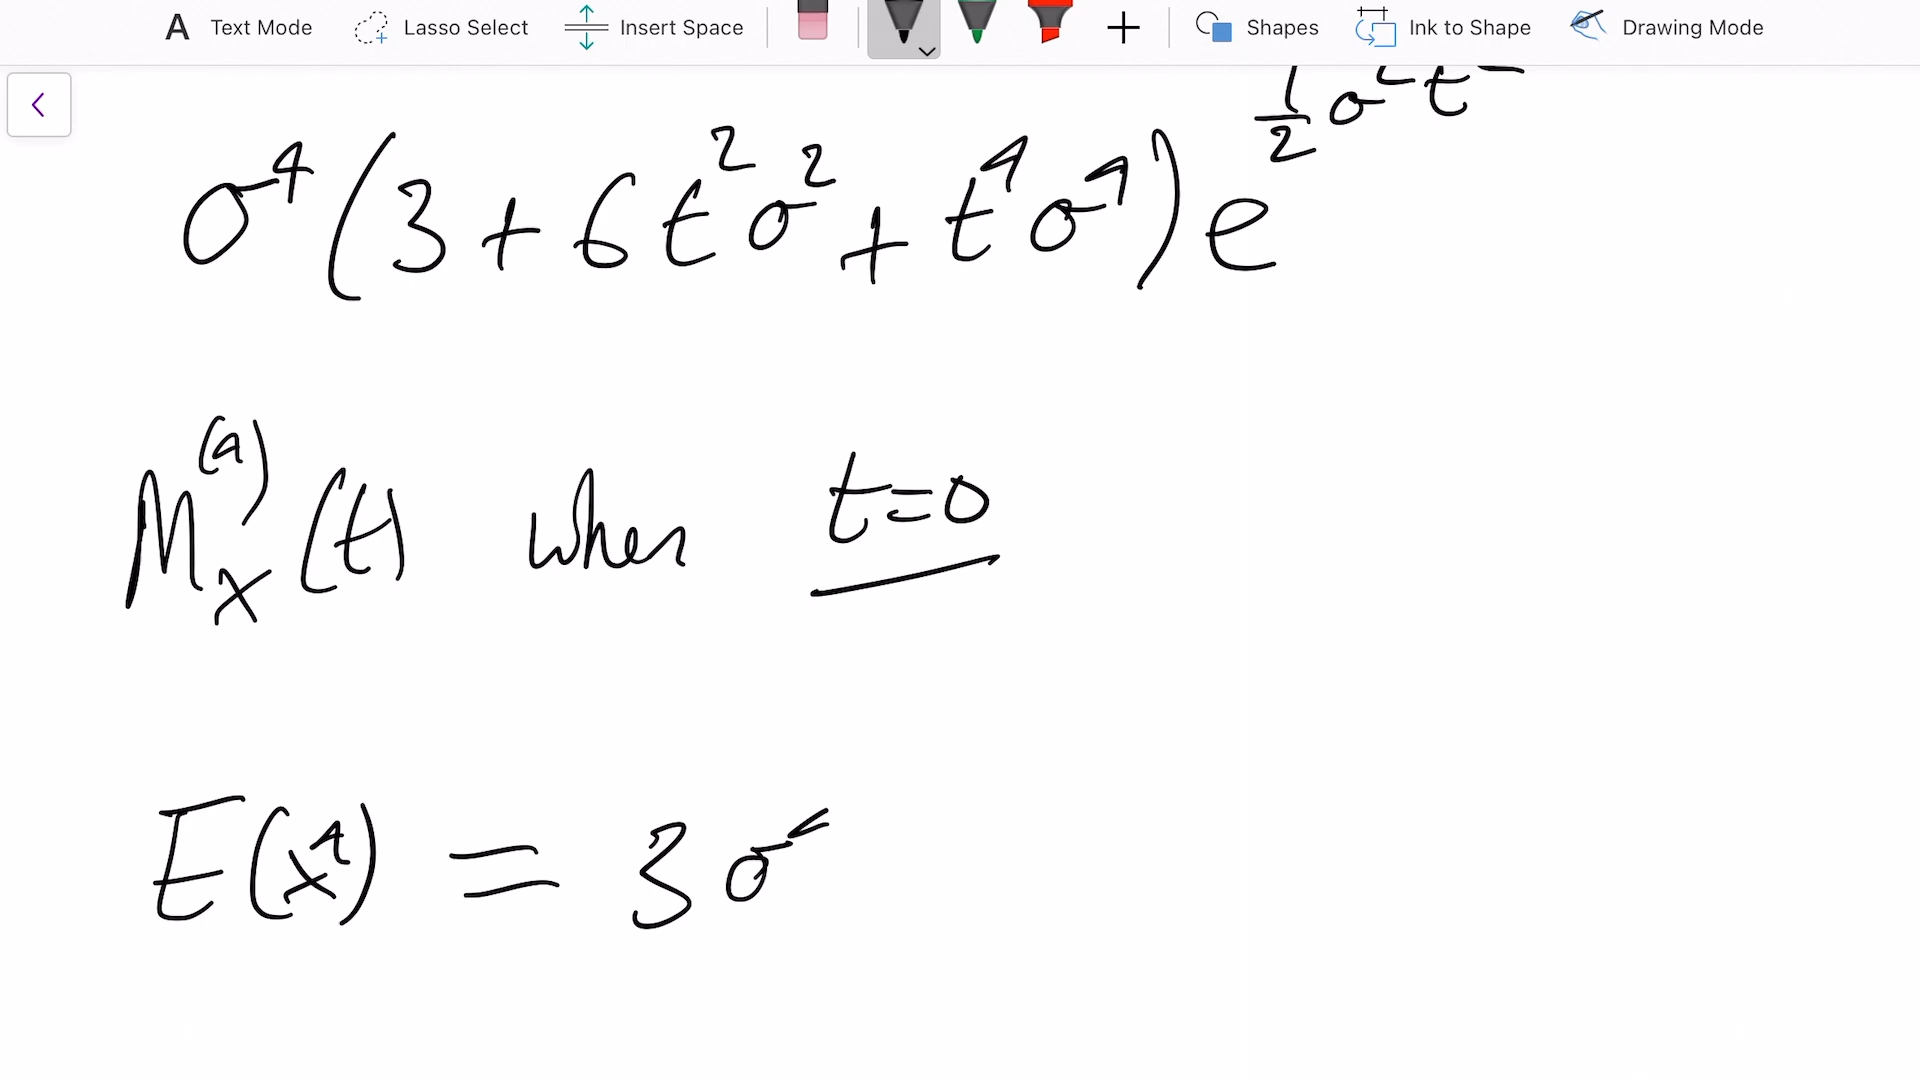 Text Mode Lasso Select Insert Space Shapes Ink to Shape Drawing Mode
σ⁴(3 + 6t²σ² + t⁴σ⁴)e^{½σ²t²}
M_X^{(4)}(t) when t=0
E(x⁴) = 3σ⁴